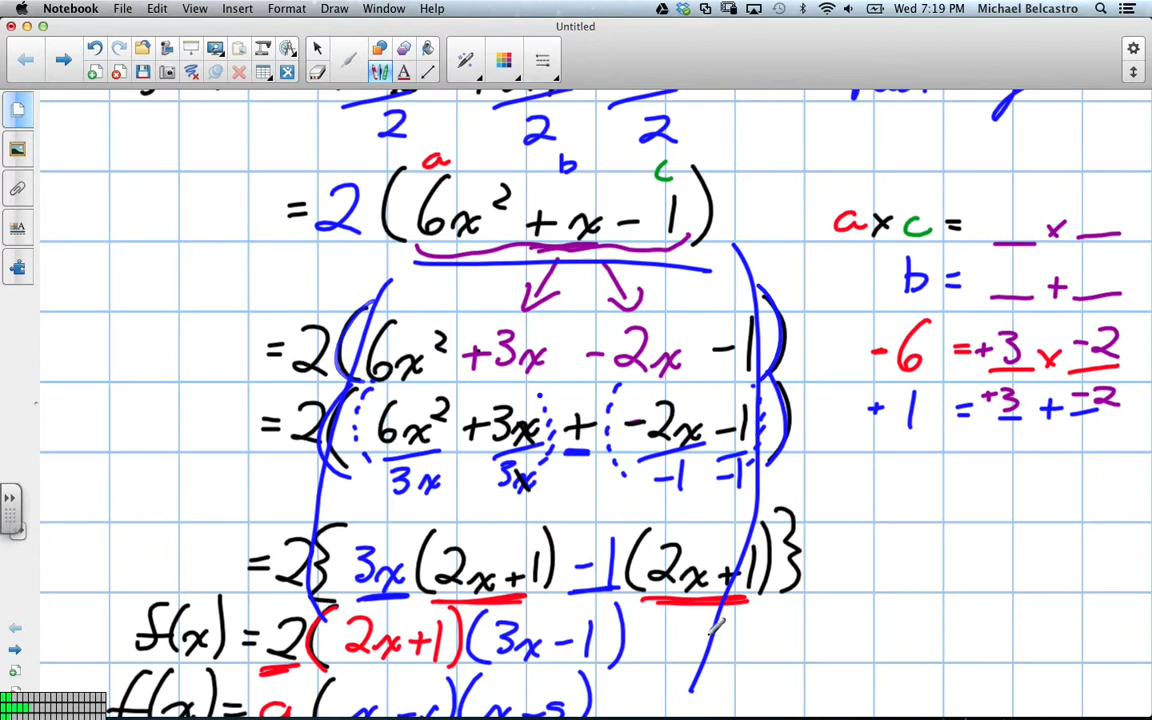 Notebook Edit View Insert Format Draw Window Help Wed 7:19 PM Michael Belcastro
Untitled
2 2 2
a b c
= 2 (6x² + x - 1)
a x c = __ x __
b = __ + __
= 2(6x² +3x -2x -1)
-6 = +3 x -2
= 2((6x² +3x) + (-2x -1))
+1 = +3 + -2
3x 3x -1 -1
= 2{ 3x(2x+1) -1(2x+1)}
f(x) = 2(2x+1)(3x-1)
f(x) = a(x-r)(x-s)